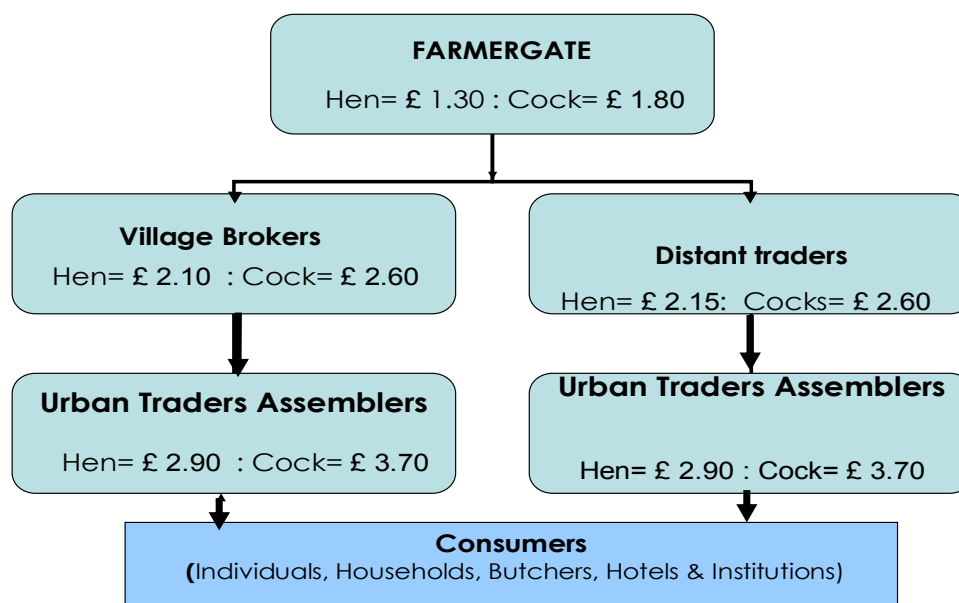 FARMERGATE
Hen= £ 1.30 : Cock= £ 1.80
Village Brokers
Hen= £ 2.10 : Cock= £ 2.60
Distant traders
Hen= £ 2.15: Cocks= £ 2.60
Urban Traders Assemblers
Hen= £ 2.90 : Cock= £ 3.70
Urban Traders Assemblers
Hen= £ 2.90 : Cock= £ 3.70
Consumers
(Individuals, Households, Butchers, Hotels & Institutions)